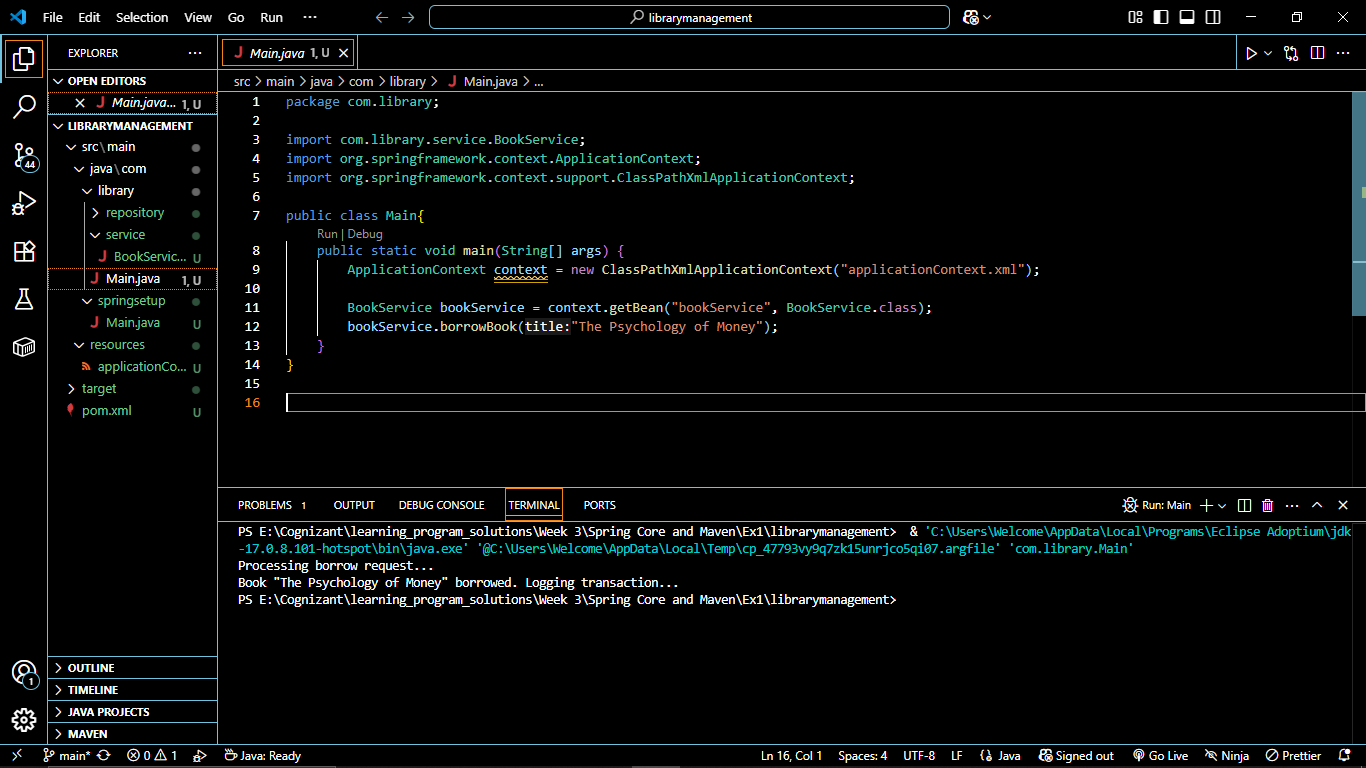 File Edit Selection View Go Run ··· librarymanagement
EXPLORER ···
OPEN EDITORS
Main.java... 1, U
LIBRARYMANAGEMENT
src\main
java\com
library
repository
service
BookServic... U
Main.java 1, U
springsetup
Main.java U
resources
applicationCo... U
target
pom.xml U
OUTLINE
TIMELINE
JAVA PROJECTS
MAVEN
Main.java 1, U
src > main > java > com > library > Main.java > ...
1 package com.library;
2
3 import com.library.service.BookService;
4 import org.springframework.context.ApplicationContext;
5 import org.springframework.context.support.ClassPathXmlApplicationContext;
6
7 public class Main{
Run | Debug
8 public static void main(String[] args) {
9 ApplicationContext context = new ClassPathXmlApplicationContext("applicationContext.xml");
10
11 BookService bookService = context.getBean("bookService", BookService.class);
12 bookService.borrowBook(title:"The Psychology of Money");
13 }
14 }
15
16
PROBLEMS 1 OUTPUT DEBUG CONSOLE TERMINAL PORTS Run: Main
PS E:\Cognizant\learning_program_solutions\Week 3\Spring Core and Maven\Ex1\librarymanagement> & 'C:\Users\Welcome\AppData\Local\Programs\Eclipse Adoptium\jdk
-17.0.8.101-hotspot\bin\java.exe' '@C:\Users\Welcome\AppData\Local\Temp\cp_47793vy9q7zk15unrjco5qi07.argfile' 'com.library.Main'
Processing borrow request...
Book "The Psychology of Money" borrowed. Logging transaction...
PS E:\Cognizant\learning_program_solutions\Week 3\Spring Core and Maven\Ex1\librarymanagement>
44
1
main* 0 1 Java: Ready Ln 16, Col 1 Spaces: 4 UTF-8 LF {} Java Signed out Go Live Ninja Prettier